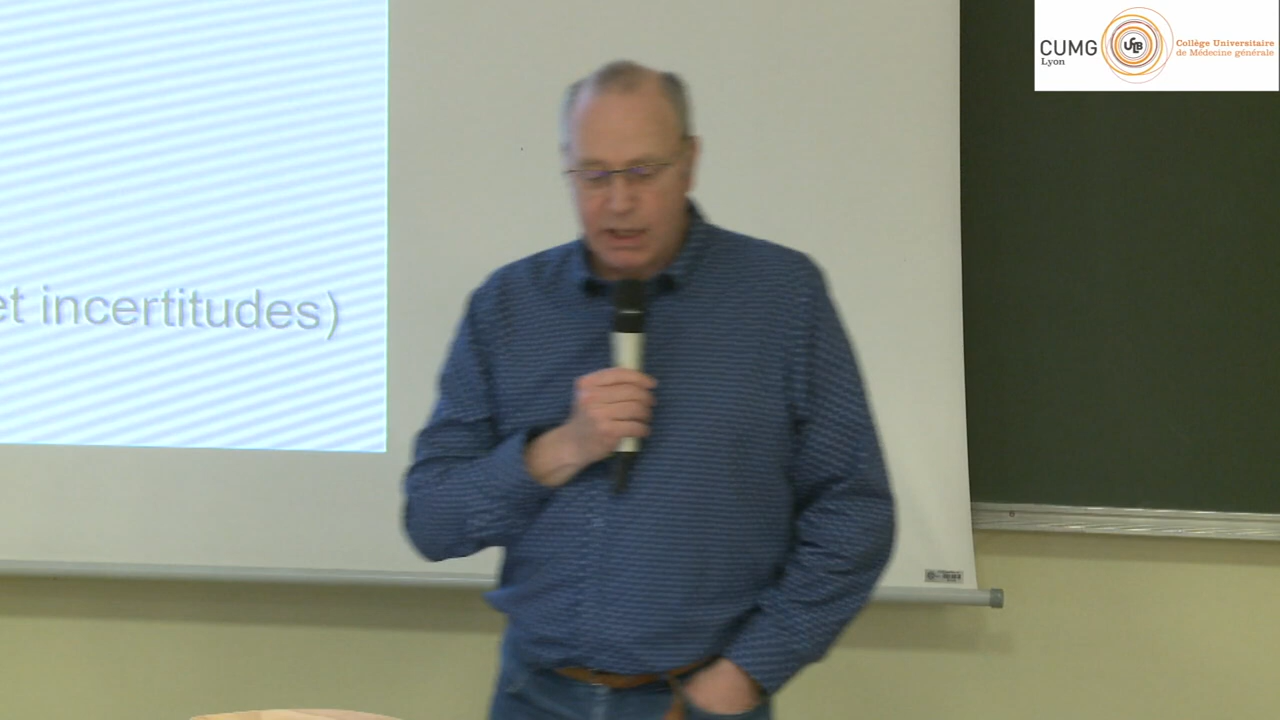 et incertitudes)
CUMG
Lyon
Collège Universitaire
de Médecine générale